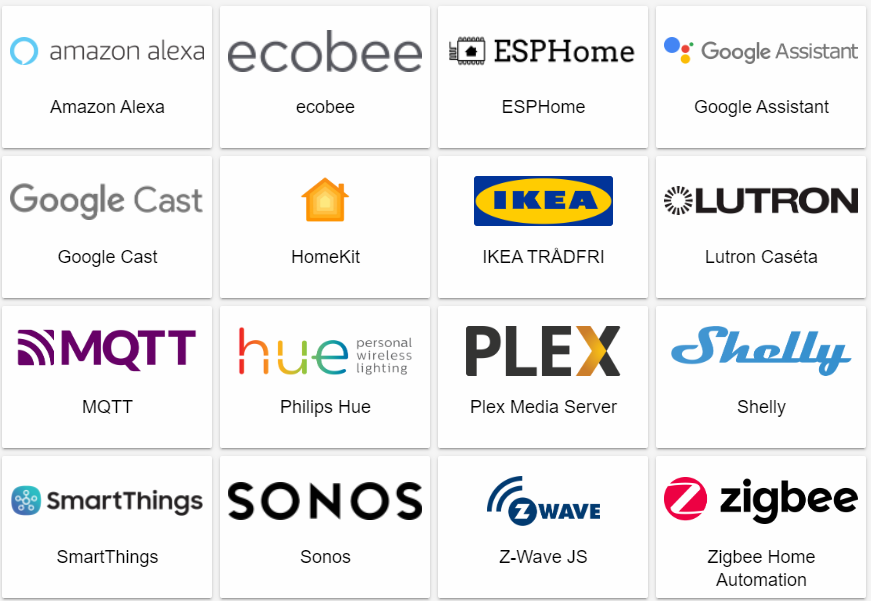 amazon alexa
Amazon Alexa
ecobee
ecobee
ESPHome
ESPHome
Google Assistant
Google Assistant
Google Cast
Google Cast
HomeKit
IKEA
IKEA TRÅDFRI
LUTRON
Lutron Caséta
MQTT
MQTT
hue personal
wireless
lighting
Philips Hue
PLEX
Plex Media Server
Shelly
Shelly
SmartThings
SmartThings
SONOS
Sonos
Z WAVE
Z-Wave JS
zigbee
Zigbee Home
Automation